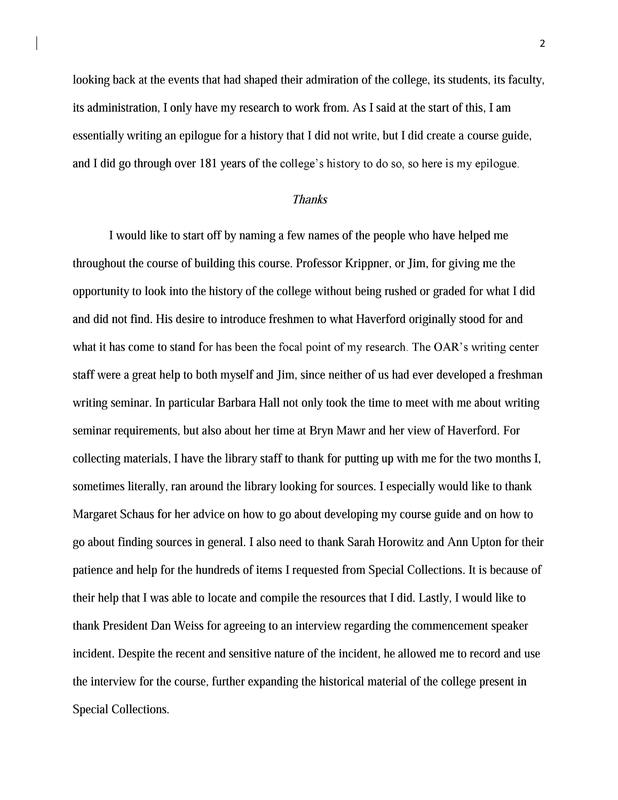 2
looking back at the events that had shaped their admiration of the college, its students, its faculty,
its administration, I only have my research to work from. As I said at the start of this, I am
essentially writing an epilogue for a history that I did not write, but I did create a course guide,
and I did go through over 181 years of the college's history to do so, so here is my epilogue.
Thanks
I would like to start off by naming a few names of the people who have helped me
throughout the course of building this course. Professor Krippner, or Jim, for giving me the
opportunity to look into the history of the college without being rushed or graded for what I did
and did not find. His desire to introduce freshmen to what Haverford originally stood for and
what it has come to stand for has been the focal point of my research. The OAR's writing center
staff were a great help to both myself and Jim, since neither of us had ever developed a freshman
writing seminar. In particular Barbara Hall not only took the time to meet with me about writing
seminar requirements, but also about her time at Bryn Mawr and her view of Haverford. For
collecting materials, I have the library staff to thank for putting up with me for the two months I,
sometimes literally, ran around the library looking for sources. I especially would like to thank
Margaret Schaus for her advice on how to go about developing my course guide and on how to
go about finding sources in general. I also need to thank Sarah Horowitz and Ann Upton for their
patience and help for the hundreds of items I requested from Special Collections. It is because of
their help that I was able to locate and compile the resources that I did. Lastly, I would like to
thank President Dan Weiss for agreeing to an interview regarding the commencement speaker
incident. Despite the recent and sensitive nature of the incident, he allowed me to record and use
the interview for the course, further expanding the historical material of the college present in
Special Collections.